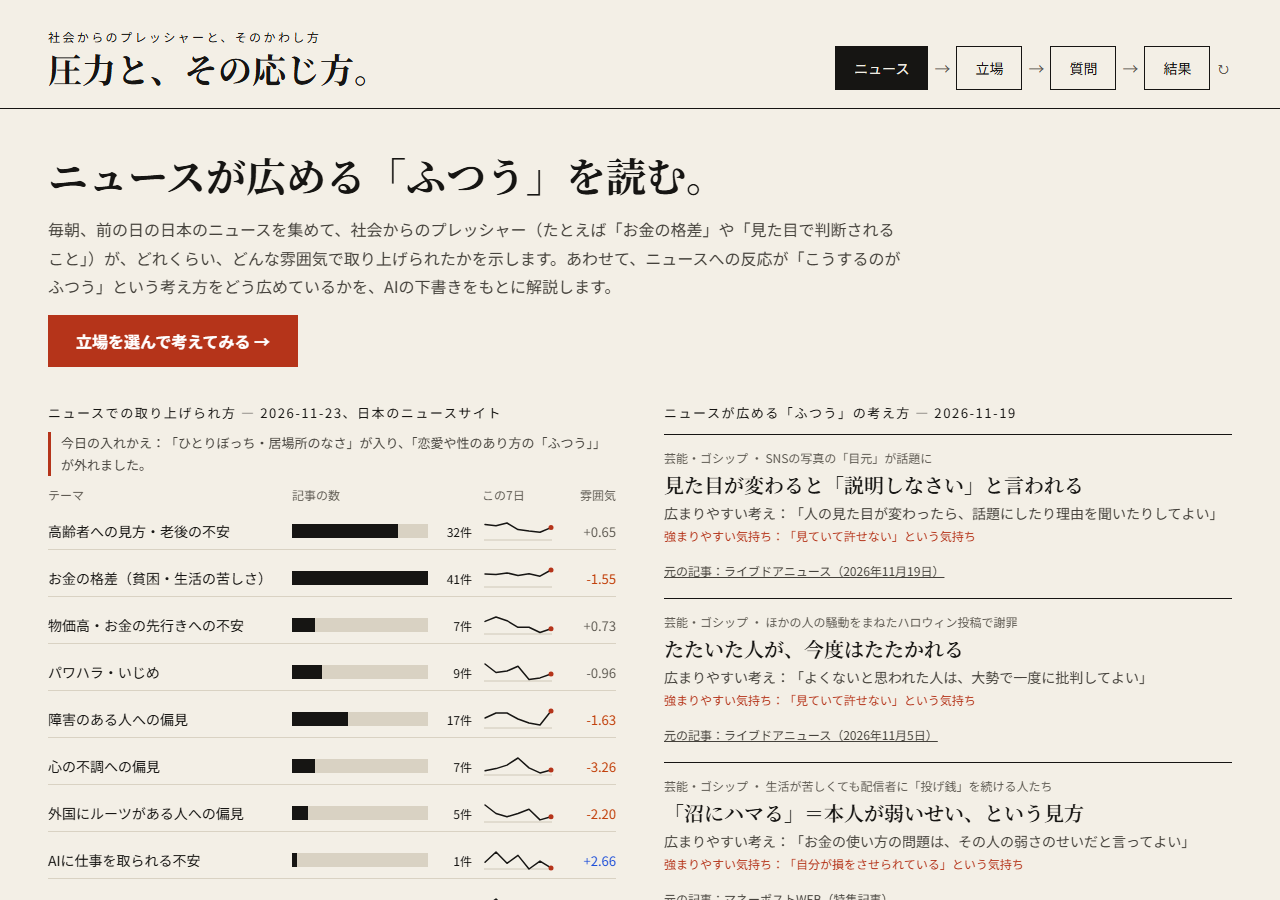 社会からのプレッシャーと、そのかわし方
圧力と、その応じ方。
ニュース → 立場 → 質問 → 結果 ↻
ニュースが広める「ふつう」を読む。
毎朝、前の日の日本のニュースを集めて、社会からのプレッシャー（たとえば「お金の格差」や「見た目で判断される
こと」）が、どれくらい、どんな雰囲気で取り上げられたかを示します。あわせて、ニュースへの反応が「こうするのが
ふつう」という考え方をどう広めているかを、AIの下書きをもとに解説します。
立場を選んで考えてみる →
ニュースでの取り上げられ方 — 2026-11-23、日本のニュースサイト
今日の入れかえ：「ひとりぼっち・居場所のなさ」が入り、「恋愛や性のあり方の「ふつう」」
が外れました。
テーマ 記事の数 この7日 雰囲気
高齢者への見方・老後の不安 32件 +0.65
お金の格差（貧困・生活の苦しさ） 41件 -1.55
物価高・お金の先行きへの不安 7件 +0.73
パワハラ・いじめ 9件 -0.96
障害のある人への偏見 17件 -1.63
心の不調への偏見 7件 -3.26
外国にルーツがある人への偏見 5件 -2.20
AIに仕事を取られる不安 1件 +2.66
ニュースが広める「ふつう」の考え方 — 2026-11-19
芸能・ゴシップ ・ SNSの写真の「目元」が話題に
見た目が変わると「説明しなさい」と言われる
広まりやすい考え：「人の見た目が変わったら、話題にしたり理由を聞いたりしてよい」
強まりやすい気持ち：「見ていて許せない」という気持ち
元の記事：ライブドアニュース（2026年11月19日）
芸能・ゴシップ ・ ほかの人の騒動をまねたハロウィン投稿で謝罪
たたいた人が、今度はたたかれる
広まりやすい考え：「よくないと思われた人は、大勢で一度に批判してよい」
強まりやすい気持ち：「見ていて許せない」という気持ち
元の記事：ライブドアニュース（2026年11月5日）
芸能・ゴシップ ・ 生活が苦しくても配信者に「投げ銭」を続ける人たち
「沼にハマる」＝本人が弱いせい、という見方
広まりやすい考え：「お金の使い方の問題は、その人の弱さのせいだと言ってよい」
強まりやすい気持ち：「自分が損をさせられている」という気持ち
元の記事：マネーポストWEB（特集記事）